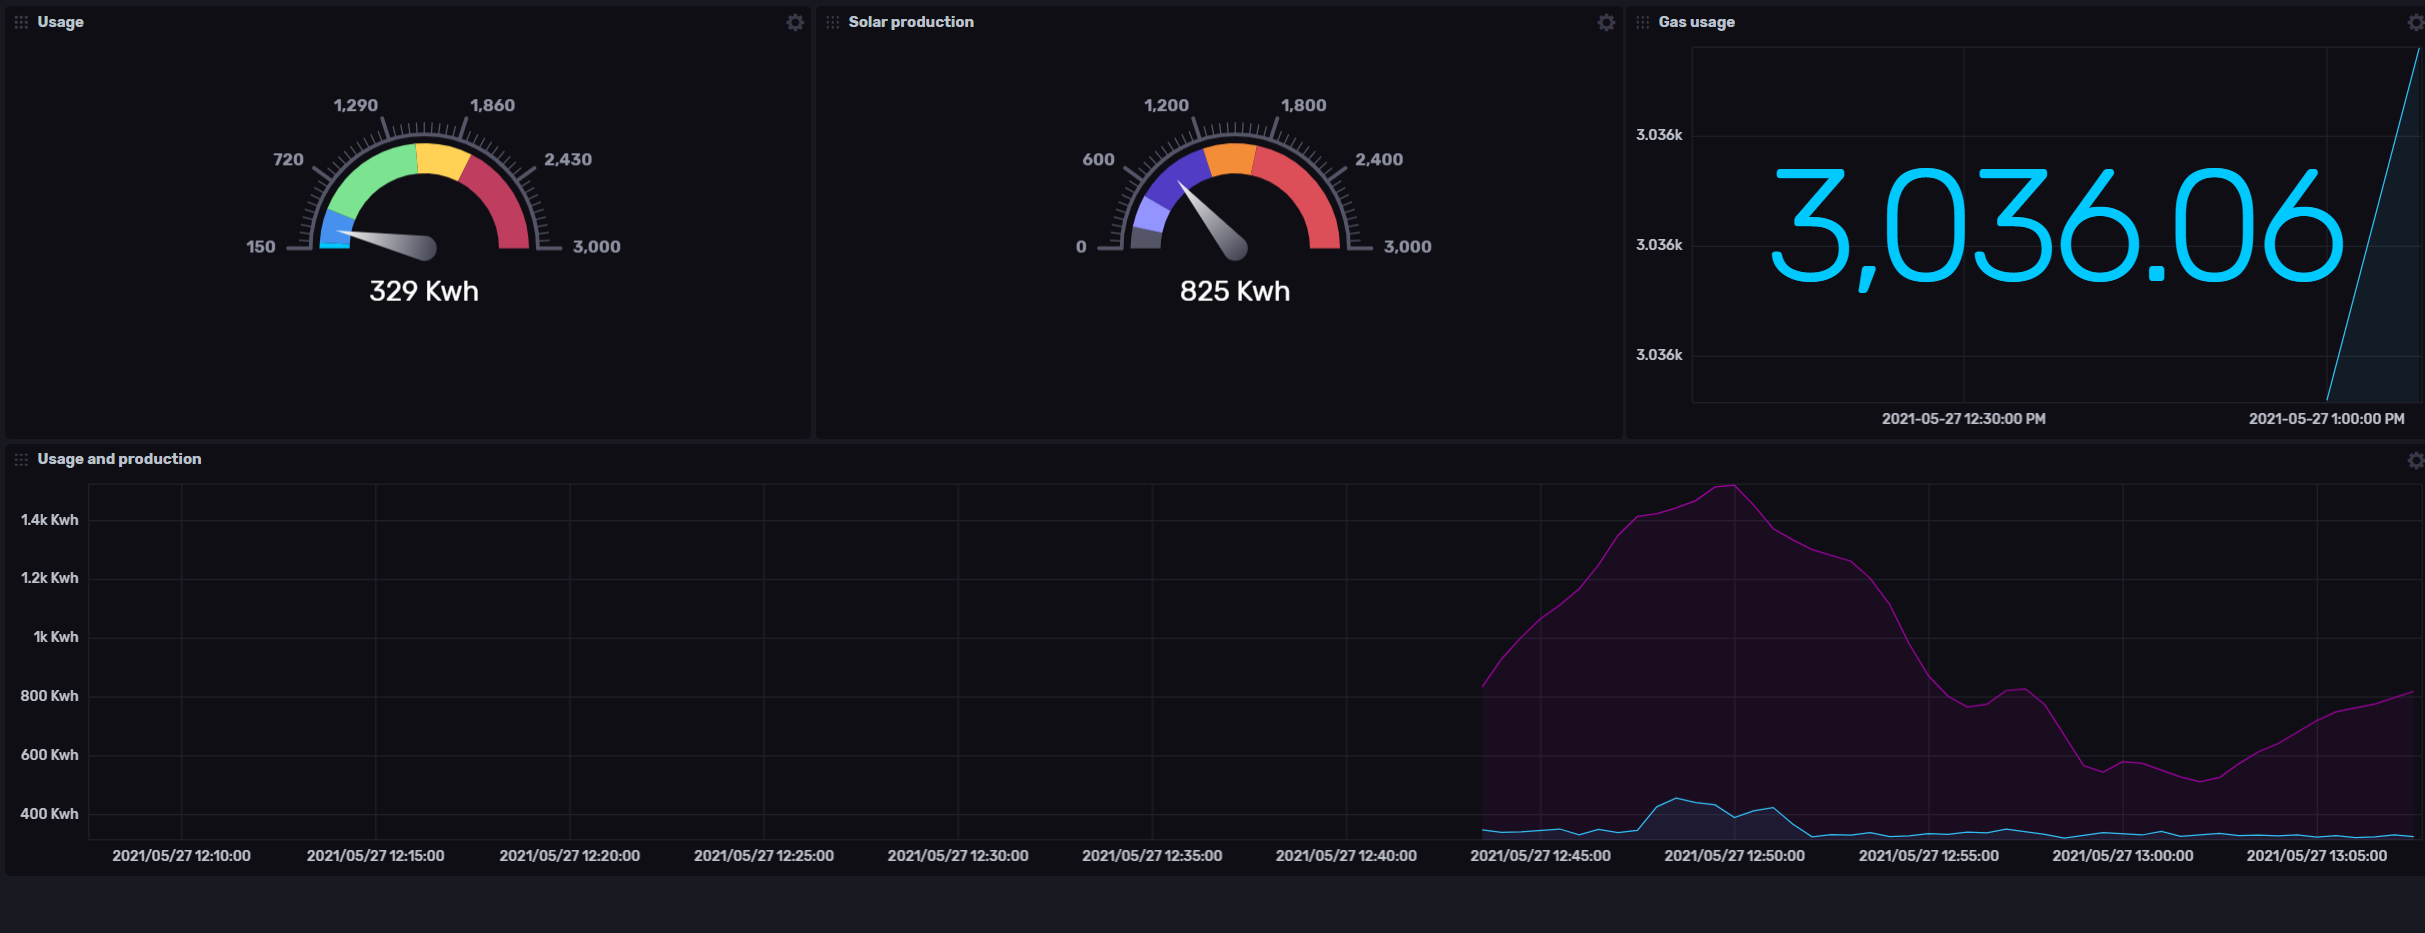 Usage
1,290 1,860
720 2,430
150 3,000
329 Kwh
Solar production
1,200 1,800
600 2,400
0 3,000
825 Kwh
Gas usage
3.036k
3.036k
3.036k
3,036.06
2021-05-27 12:30:00 PM 2021-05-27 1:00:00 PM
Usage and production
1.4k Kwh
1.2k Kwh
1k Kwh
800 Kwh
600 Kwh
400 Kwh
2021/05/27 12:10:00 2021/05/27 12:15:00 2021/05/27 12:20:00 2021/05/27 12:25:00 2021/05/27 12:30:00 2021/05/27 12:35:00 2021/05/27 12:40:00 2021/05/27 12:45:00 2021/05/27 12:50:00 2021/05/27 12:55:00 2021/05/27 13:00:00 2021/05/27 13:05:00